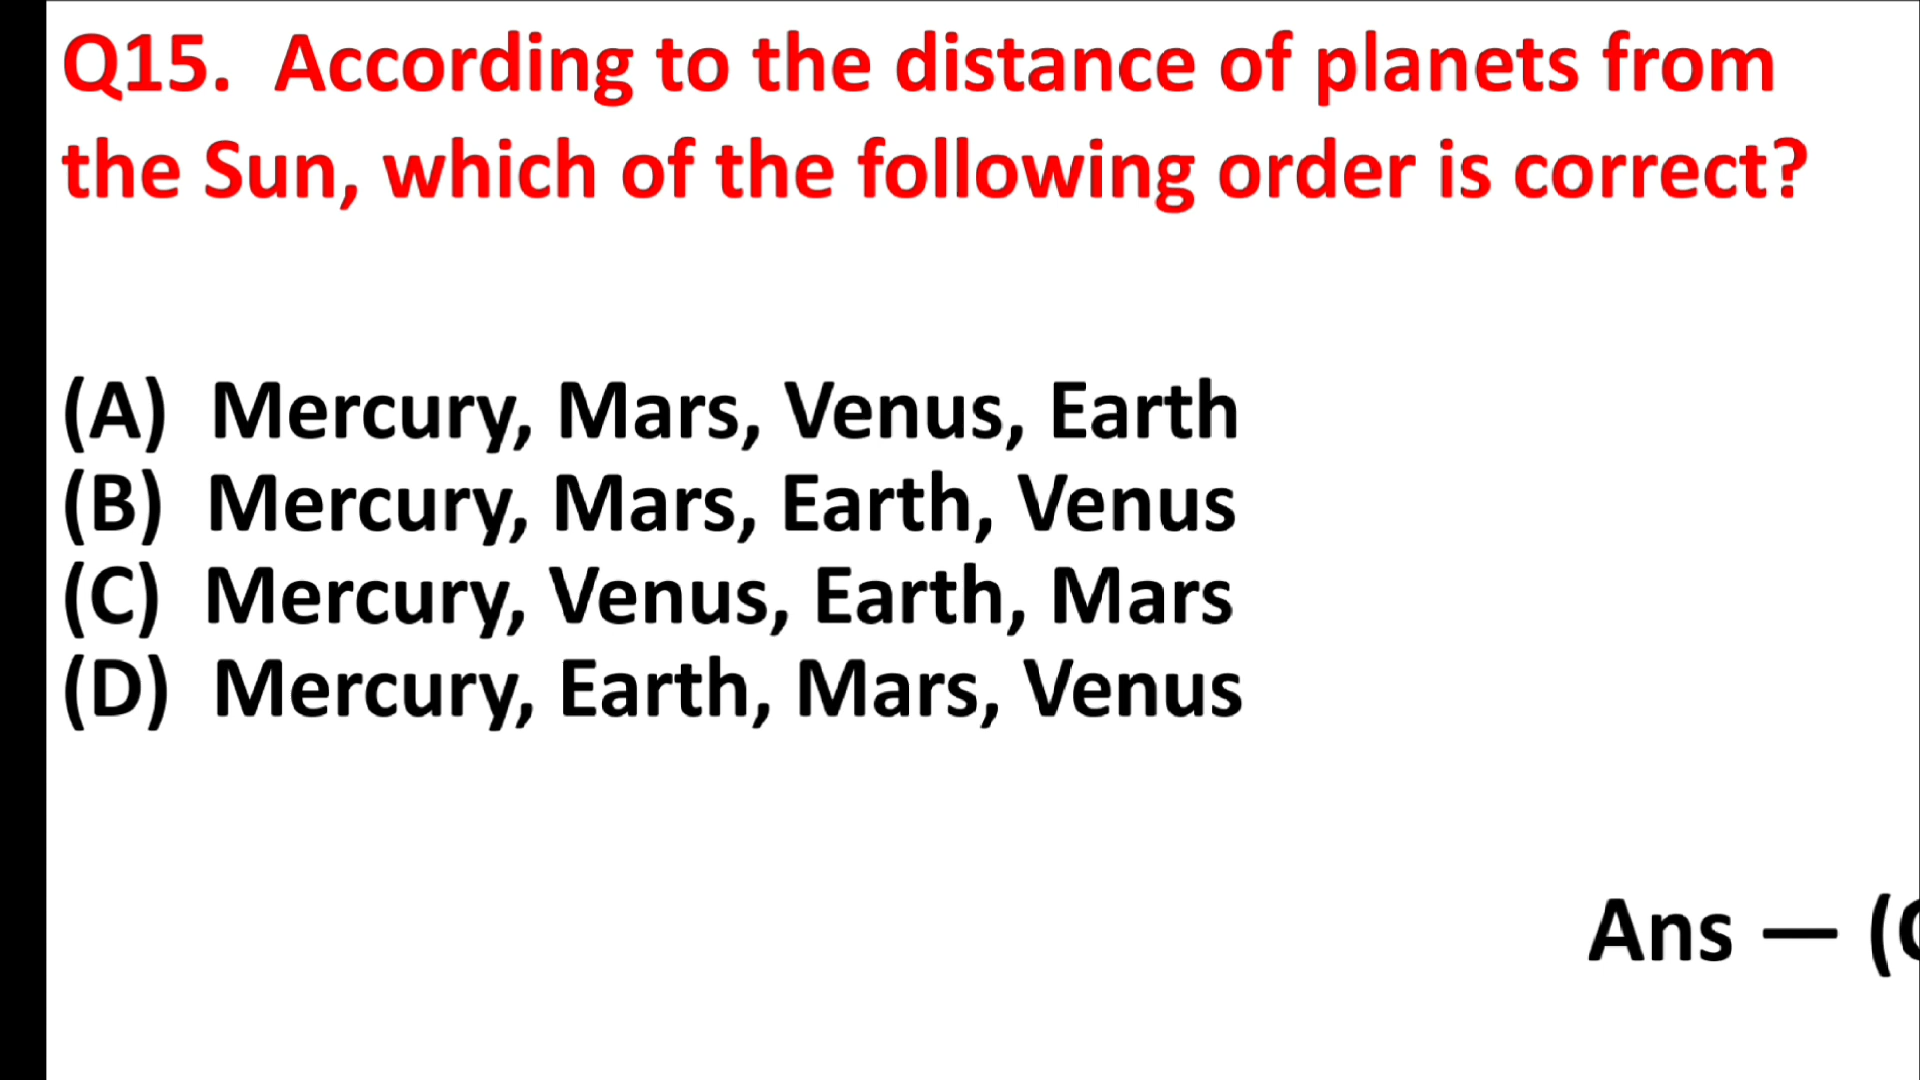 Q15. According to the distance of planets from
the Sun, which of the following order is correct?
(A) Mercury, Mars, Venus, Earth
(B) Mercury, Mars, Earth, Venus
(C) Mercury, Venus, Earth, Mars
(D) Mercury, Earth, Mars, Venus
Ans — (